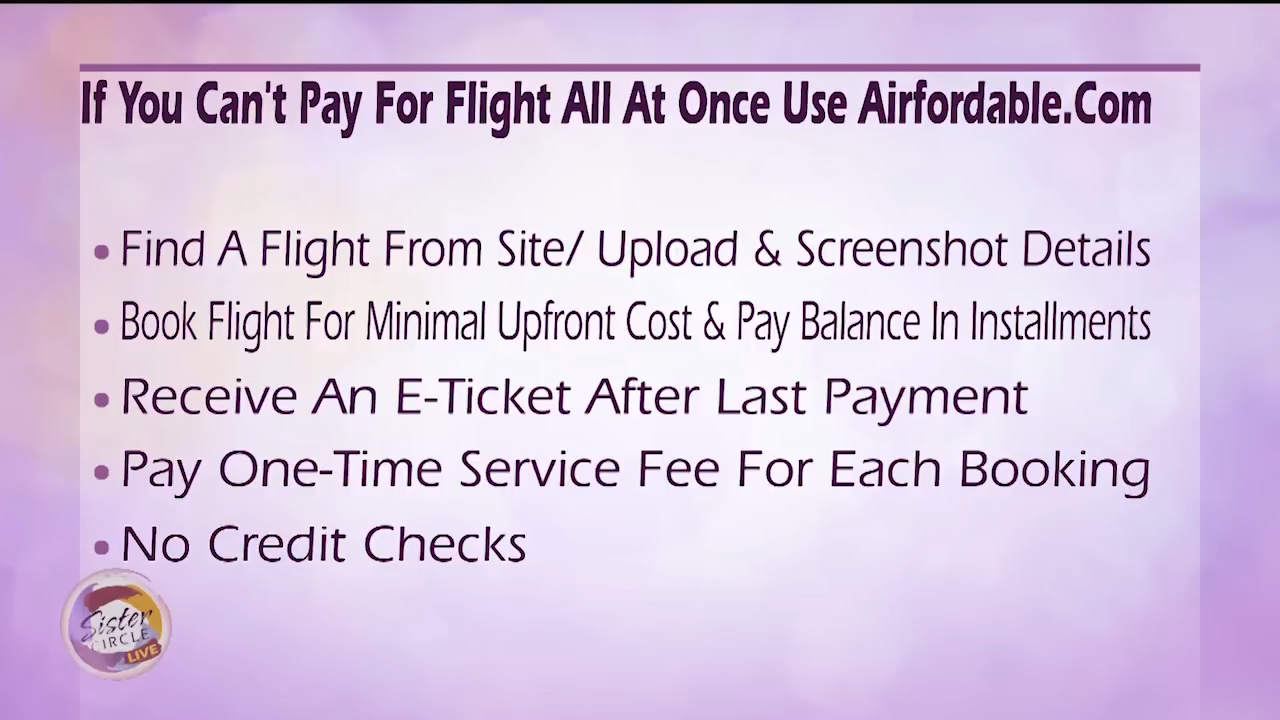 If You Can't Pay For Flight All At Once Use Airfordable.Com
• Find A Flight From Site/ Upload & Screenshot Details
• Book Flight For Minimal Upfront Cost & Pay Balance In Installments
• Receive An E-Ticket After Last Payment
• Pay One-Time Service Fee For Each Booking
• No Credit Checks
Sister
CIRCLE
LIVE